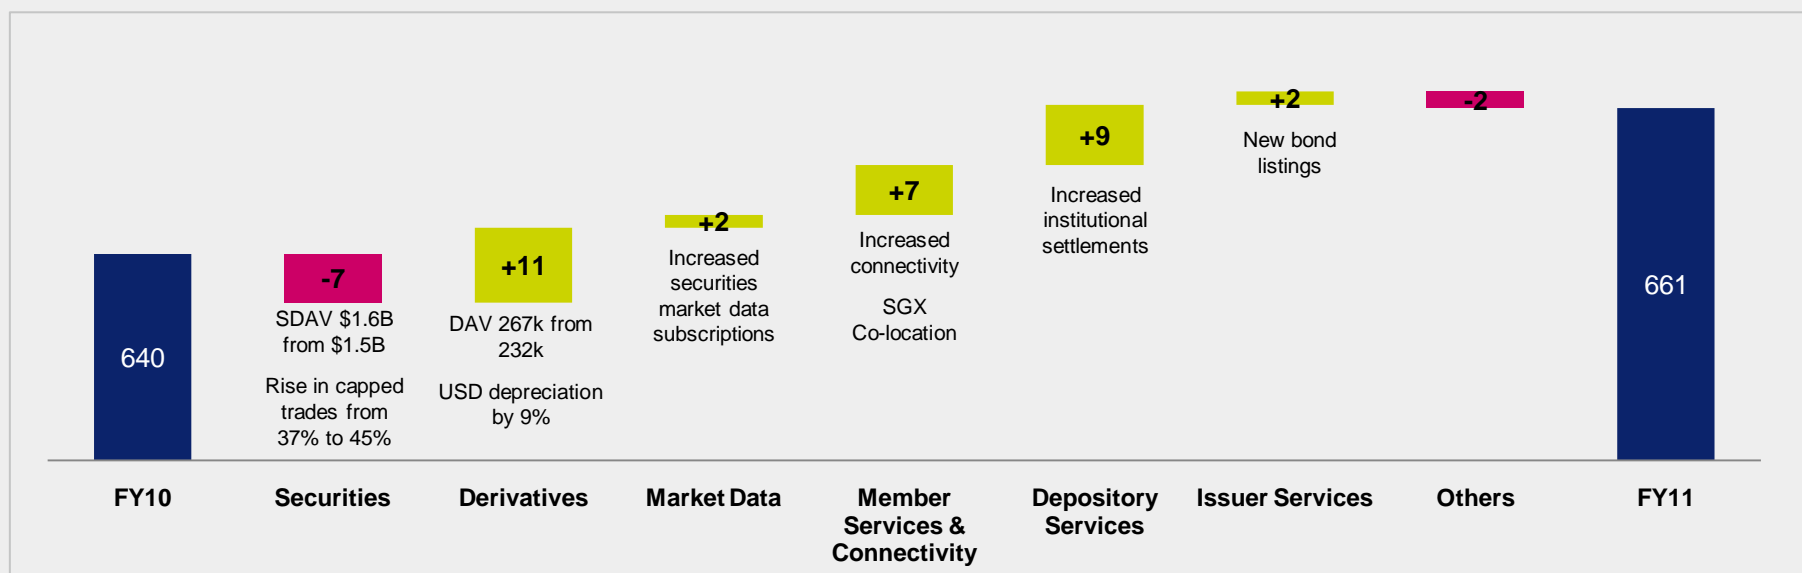 640
-7
SDAV $1.6B
from $1.5B
Rise in capped
trades from
37% to 45%
+11
DAV 267k from
232k
USD depreciation
by 9%
+2
Increased
securities
market data
subscriptions
+7
Increased
connectivity
SGX
Co-location
+9
Increased
institutional
settlements
+2
New bond
listings
-2
661
FY10
Securities
Derivatives
Market Data
Member
Services &
Connectivity
Depository
Services
Issuer Services
Others
FY11